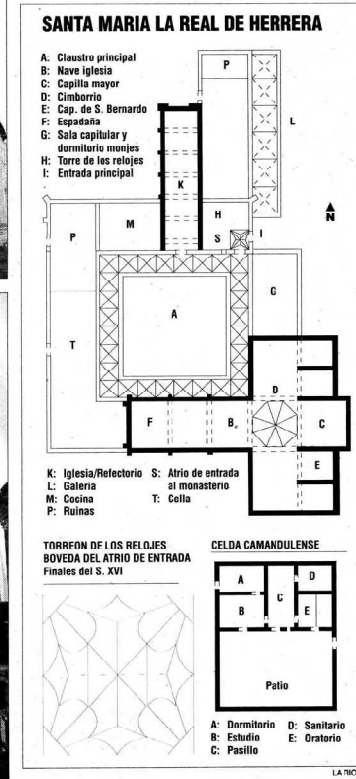 SANTA MARIA LA REAL DE HERRERA
A: Claustro principal
B: Nave iglesia
C: Capilla mayor
D: Cimborrio
E: Cap. de S. Bernardo
F: Espadaña
G: Sala capitular y
dormitorio monjes
H: Torre de los relojes
I: Entrada principal
P
L
K
N
M
H
S
I
P
A
G
T
D
F
B
C
E
K: Iglesia/Refectorio
L: Galeria
M: Cocina
P: Ruinas
S: Atrio de entrada
al monasterio
T: Cilla
TORREON DE LOS RELOJES
BOVEDA DEL ATRIO DE ENTRADA
Finales del S. XVI
CELDA CAMANDULENSE
A
C
D
B
E
Patio
A: Dormitorio
B: Estudio
C: Pasillo
D: Sanitario
E: Oratorio